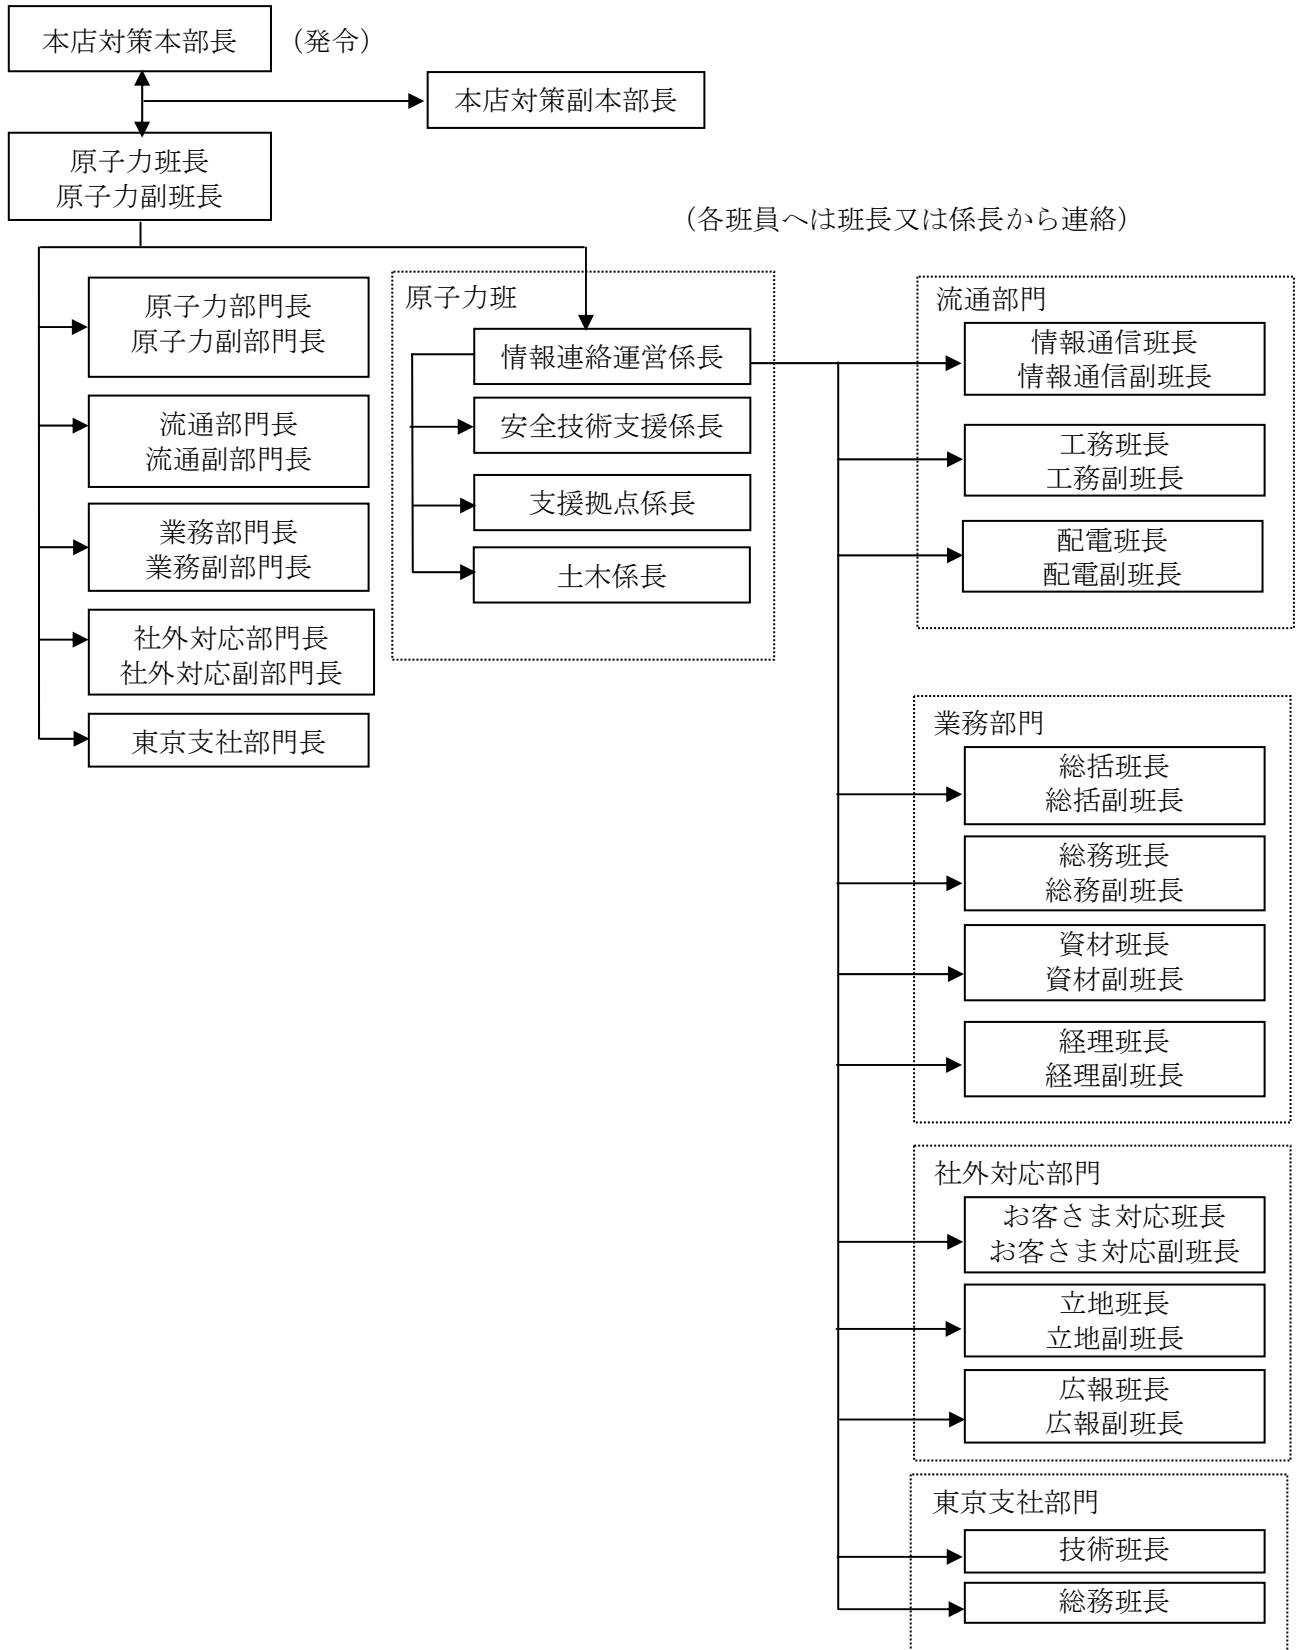 本店対策本部長
（発令）
本店対策副本部長
原子力班長
原子力副班長
（各班員へは班長又は係長から連絡）
原子力部門長
原子力副部門長
流通部門長
流通副部門長
業務部門長
業務副部門長
社外対応部門長
社外対応副部門長
東京支社部門長
原子力班
情報連絡運営係長
安全技術支援係長
支援拠点係長
土木係長
流通部門
情報通信班長
情報通信副班長
工務班長
工務副班長
配電班長
配電副班長
業務部門
総括班長
総括副班長
総務班長
総務副班長
資材班長
資材副班長
経理班長
経理副班長
社外対応部門
お客さま対応班長
お客さま対応副班長
立地班長
立地副班長
広報班長
広報副班長
東京支社部門
技術班長
総務班長